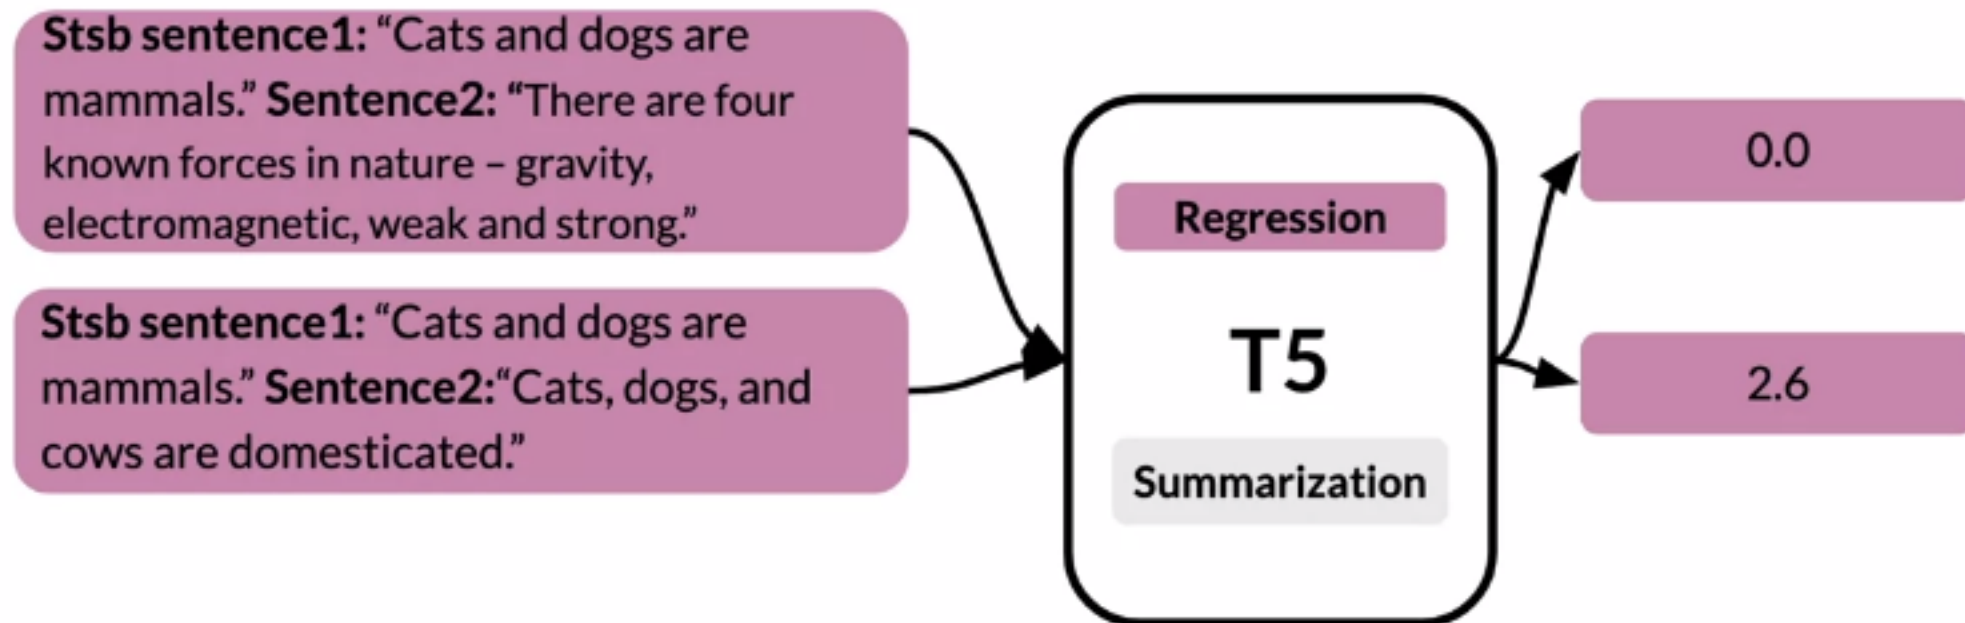 Stsb sentence1: “Cats and dogs are
mammals.” Sentence2: “There are four
known forces in nature – gravity,
electromagnetic, weak and strong.”
Stsb sentence1: “Cats and dogs are
mammals.” Sentence2:“Cats, dogs, and
cows are domesticated.”
Regression
T5
Summarization
0.0
2.6